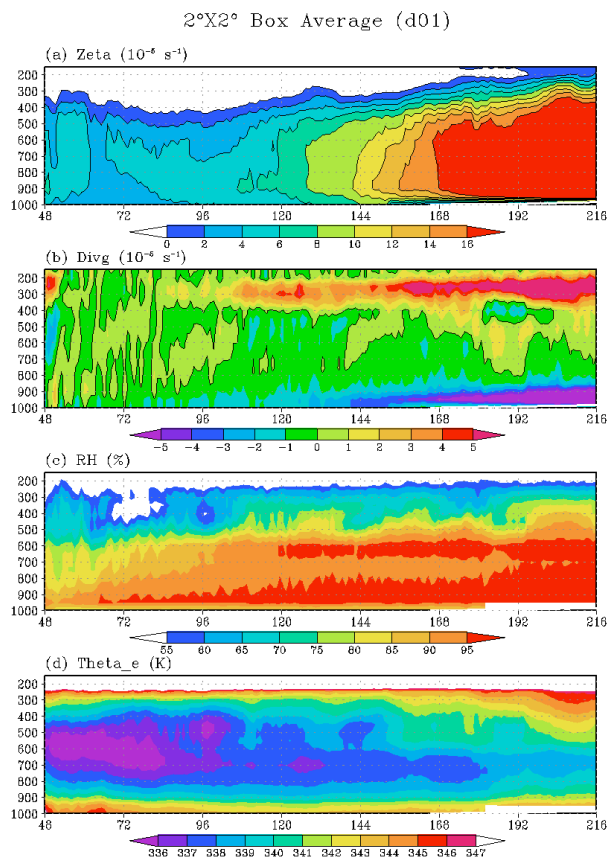 2°X2° Box Average (d01)
(a) Zeta (10⁻⁵ s⁻¹)
200
300
400
500
600
700
800
900
1000
48 72 96 120 144 168 192 216
0 2 4 6 8 10 12 14 16
(b) Divg (10⁻⁵ s⁻¹)
200
300
400
500
600
700
800
900
1000
48 72 96 120 144 168 192 216
-5 -4 -3 -2 -1 0 1 2 3 4 5
(c) RH (%)
200
300
400
500
600
700
800
900
1000
48 72 96 120 144 168 192 216
55 60 65 70 75 80 85 90 95
(d) Theta_e (K)
200
300
400
500
600
700
800
900
1000
48 72 96 120 144 168 192 216
336 337 338 339 340 341 342 343 344 345 346 347